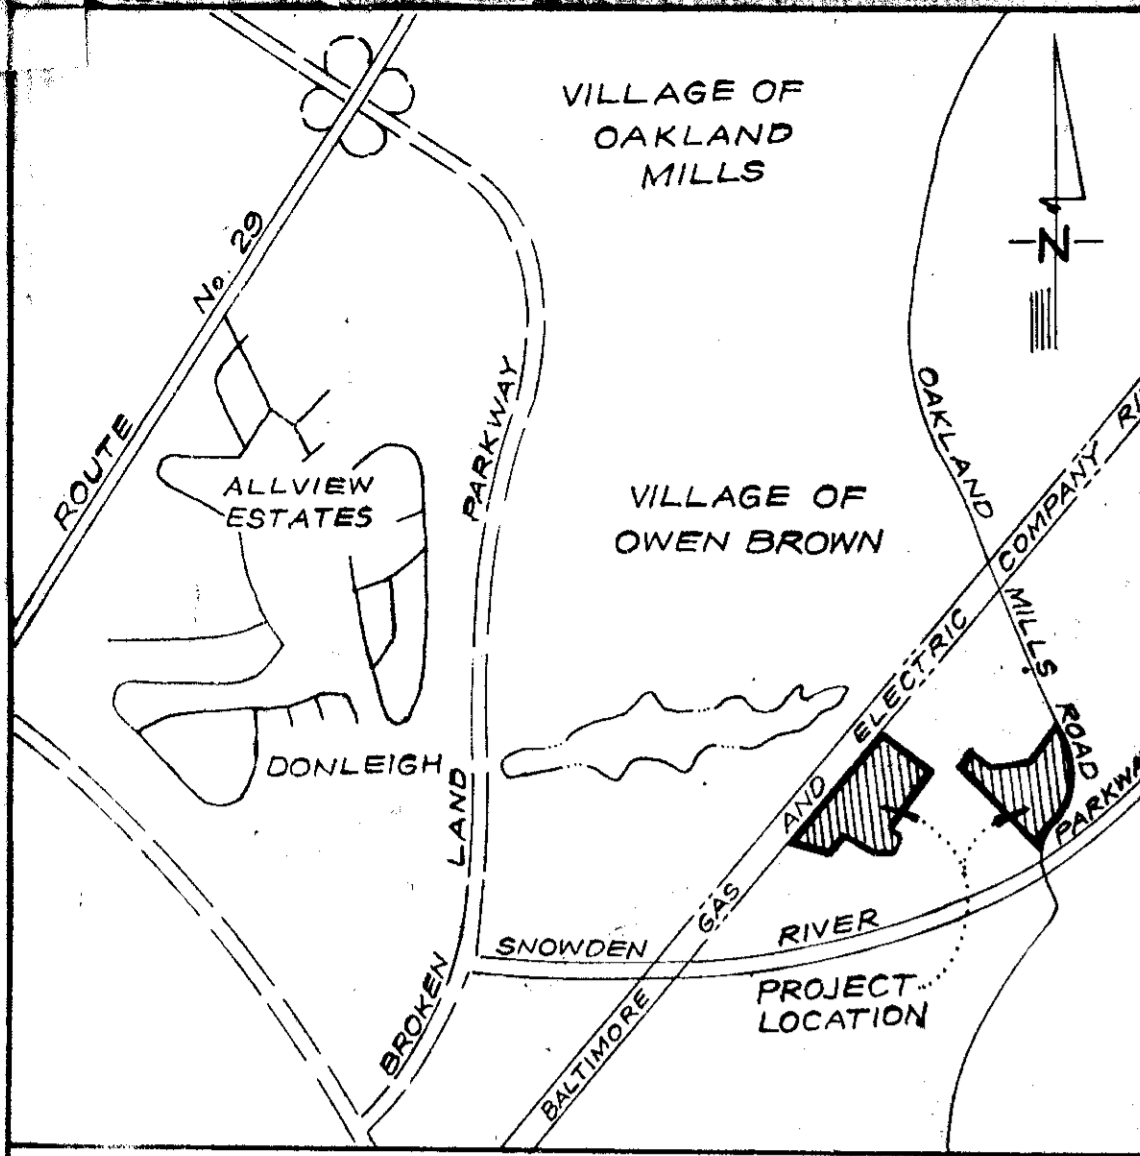 VILLAGE OF
OAKLAND
MILLS
N
ROUTE No. 29
ALLVIEW
ESTATES
VILLAGE OF
OWEN BROWN
OAKLAND MILLS ROAD
DONLEIGH
BROKEN LAND PARKWAY
BALTIMORE GAS AND ELECTRIC COMPANY
SNOWDEN RIVER
PROJECT
LOCATION